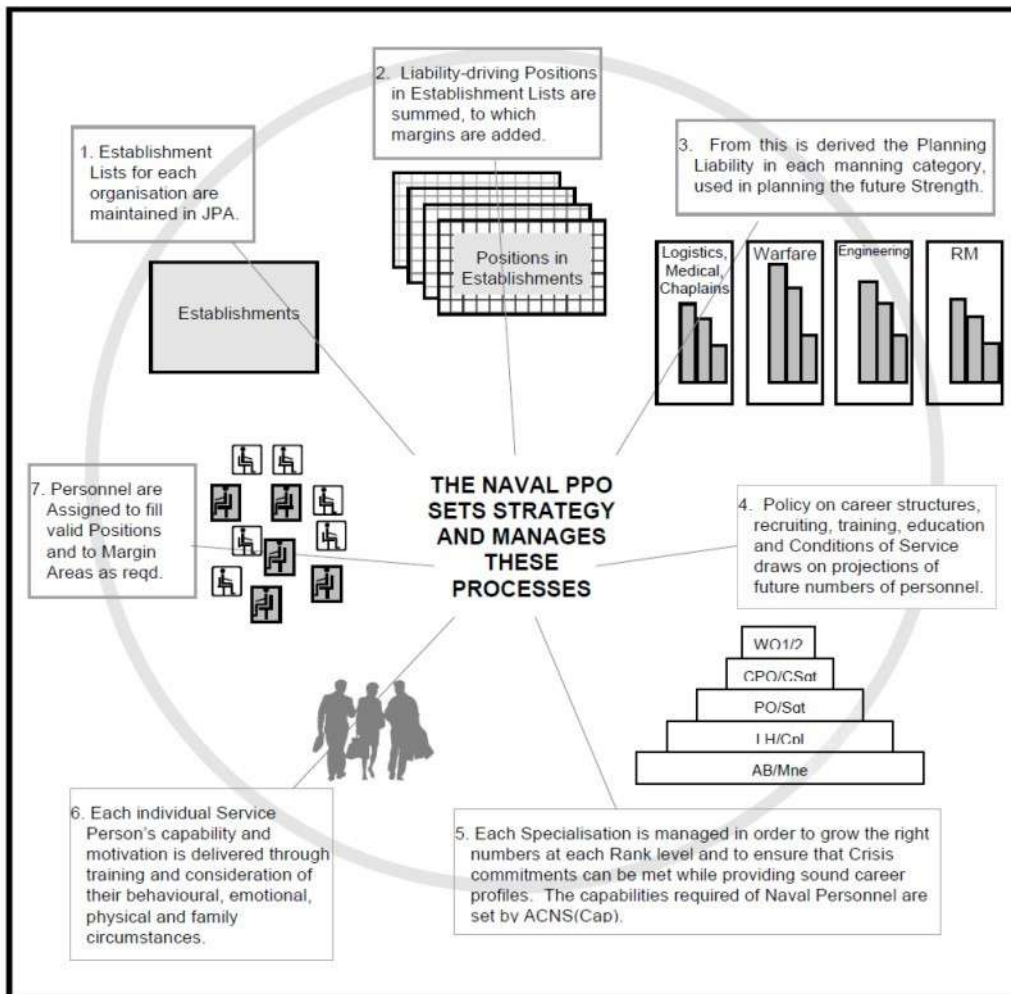 1. Establishment
Lists for each
organisation are
maintained in JPA.
2. Liability-driving Positions
in Establishment Lists are
summed, to which
margins are added.
3. From this is derived the Planning
Liability in each manning category,
used in planning the future Strength.
Establishments
Positions in
Establishments
Logistics,
Medical,
Chaplains
Warfare
Engineering
RM
THE NAVAL PPO
SETS STRATEGY
AND MANAGES
THESE
PROCESSES
7. Personnel are
Assigned to fill
valid Positions
and to Margin
Areas as reqd.
4. Policy on career structures,
recruiting, training, education
and Conditions of Service
draws on projections of
future numbers of personnel.
WO1/2
CPO/CSgt
PO/Sgt
LH/Cpl
AB/Mne
6. Each individual Service
Person's capability and
motivation is delivered through
training and consideration of
their behavioural, emotional,
physical and family
circumstances.
5. Each Specialisation is managed in order to grow the right
numbers at each Rank level and to ensure that Crisis
commitments can be met while providing sound career
profiles. The capabilities required of Naval Personnel are
set by ACNS(Cap).